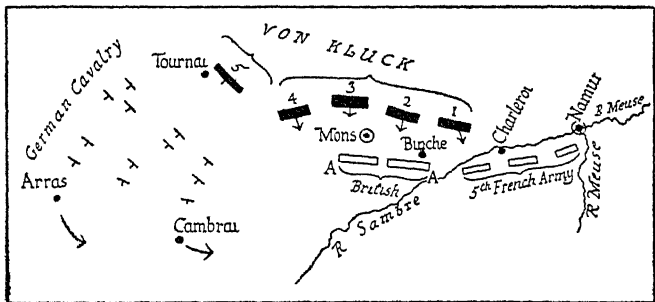 VON KLUCK
German Cavalry
Tournai
5
4
3
2
1
Mons
Binche
Charleroi
Namur
R Meuse
R Meuse
A
British
A
5th French Army
R Sambre
Arras
Cambrai